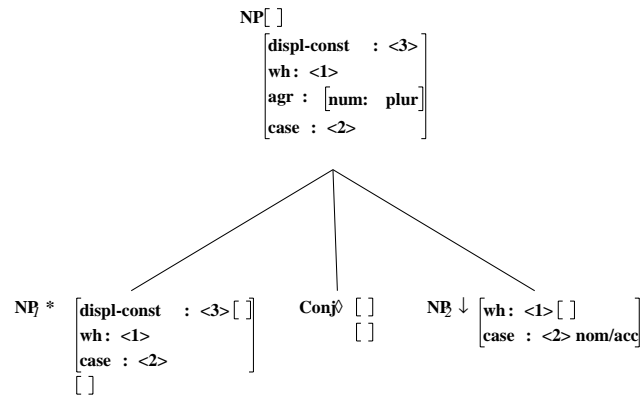 NP[ ]
displ-const : <3>
wh: <1>
agr : [num: plur]
case : <2>
NP1 * [displ-const : <3>[ ]
wh: <1>
case : <2>]
[ ]
Conj◊ [ ]
[ ]
NP2 ↓ [wh: <1>[ ]
case : <2> nom/acc]